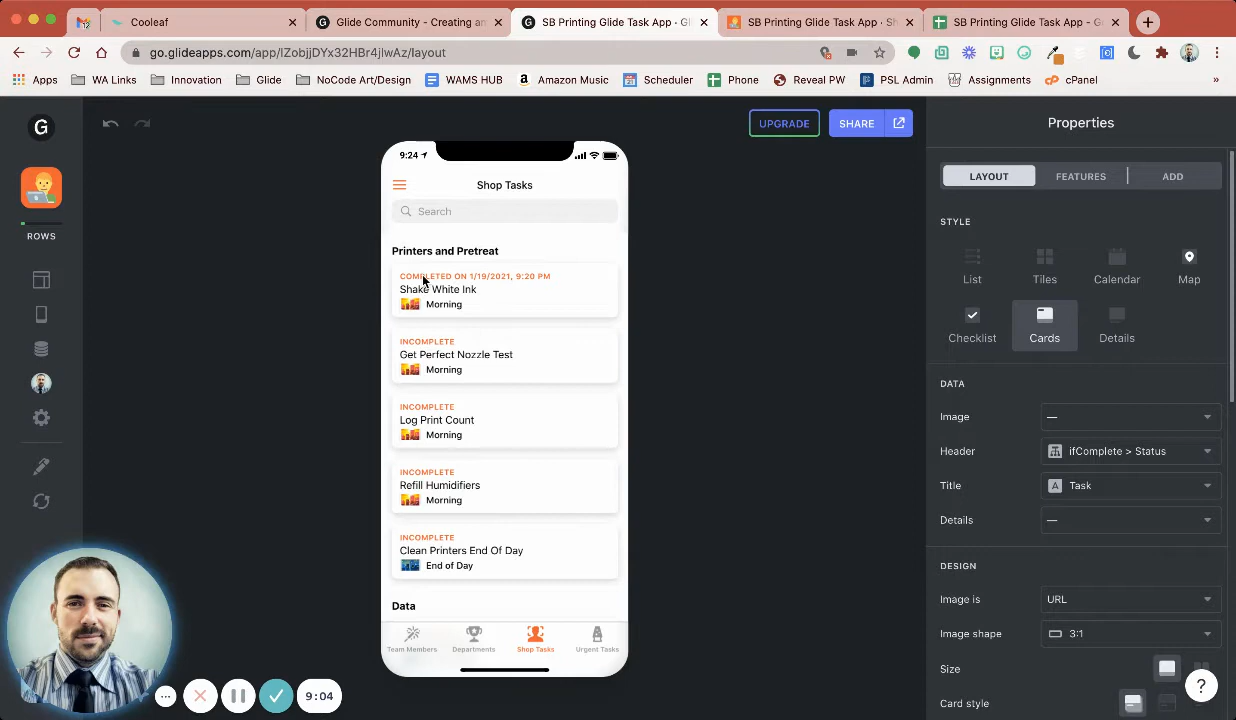 Cooleaf
Glide Community - Creating an
SB Printing Glide Task App - Gl
SB Printing Glide Task App - Sh
SB Printing Glide Task App - Go
go.glideapps.com/app/IZobjjDYx32HBr4jIwAz/layout
Apps
WA Links
Innovation
Glide
NoCode Art/Design
WAMS HUB
Amazon Music
Scheduler
Phone
Reveal PW
PSL Admin
Assignments
cPanel
»
G
ROWS
UPGRADE
SHARE
9:24
Shop Tasks
Search
Printers and Pretreat
COMPLETED ON 1/19/2021, 9:20 PM
Shake White Ink
Morning
INCOMPLETE
Get Perfect Nozzle Test
Morning
INCOMPLETE
Log Print Count
Morning
INCOMPLETE
Refill Humidifiers
Morning
INCOMPLETE
Clean Printers End Of Day
End of Day
Data
Team Members
Departments
Shop Tasks
Urgent Tasks
Properties
LAYOUT
FEATURES
ADD
STYLE
List
Tiles
Calendar
Map
Checklist
Cards
Details
DATA
Image
—
Header
ifComplete > Status
Title
A Task
Details
—
DESIGN
Image is
URL
Image shape
3:1
Size
Card style
?
9:04